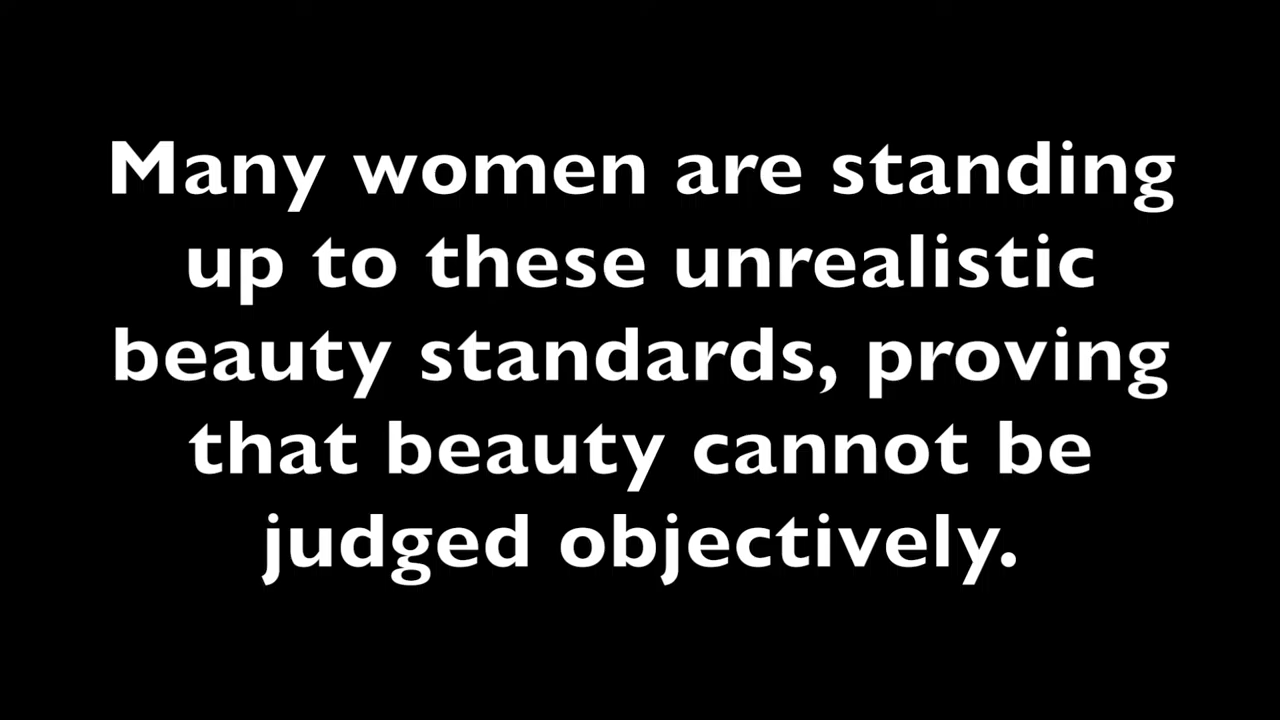 Many women are standing
up to these unrealistic
beauty standards, proving
that beauty cannot be
judged objectively.